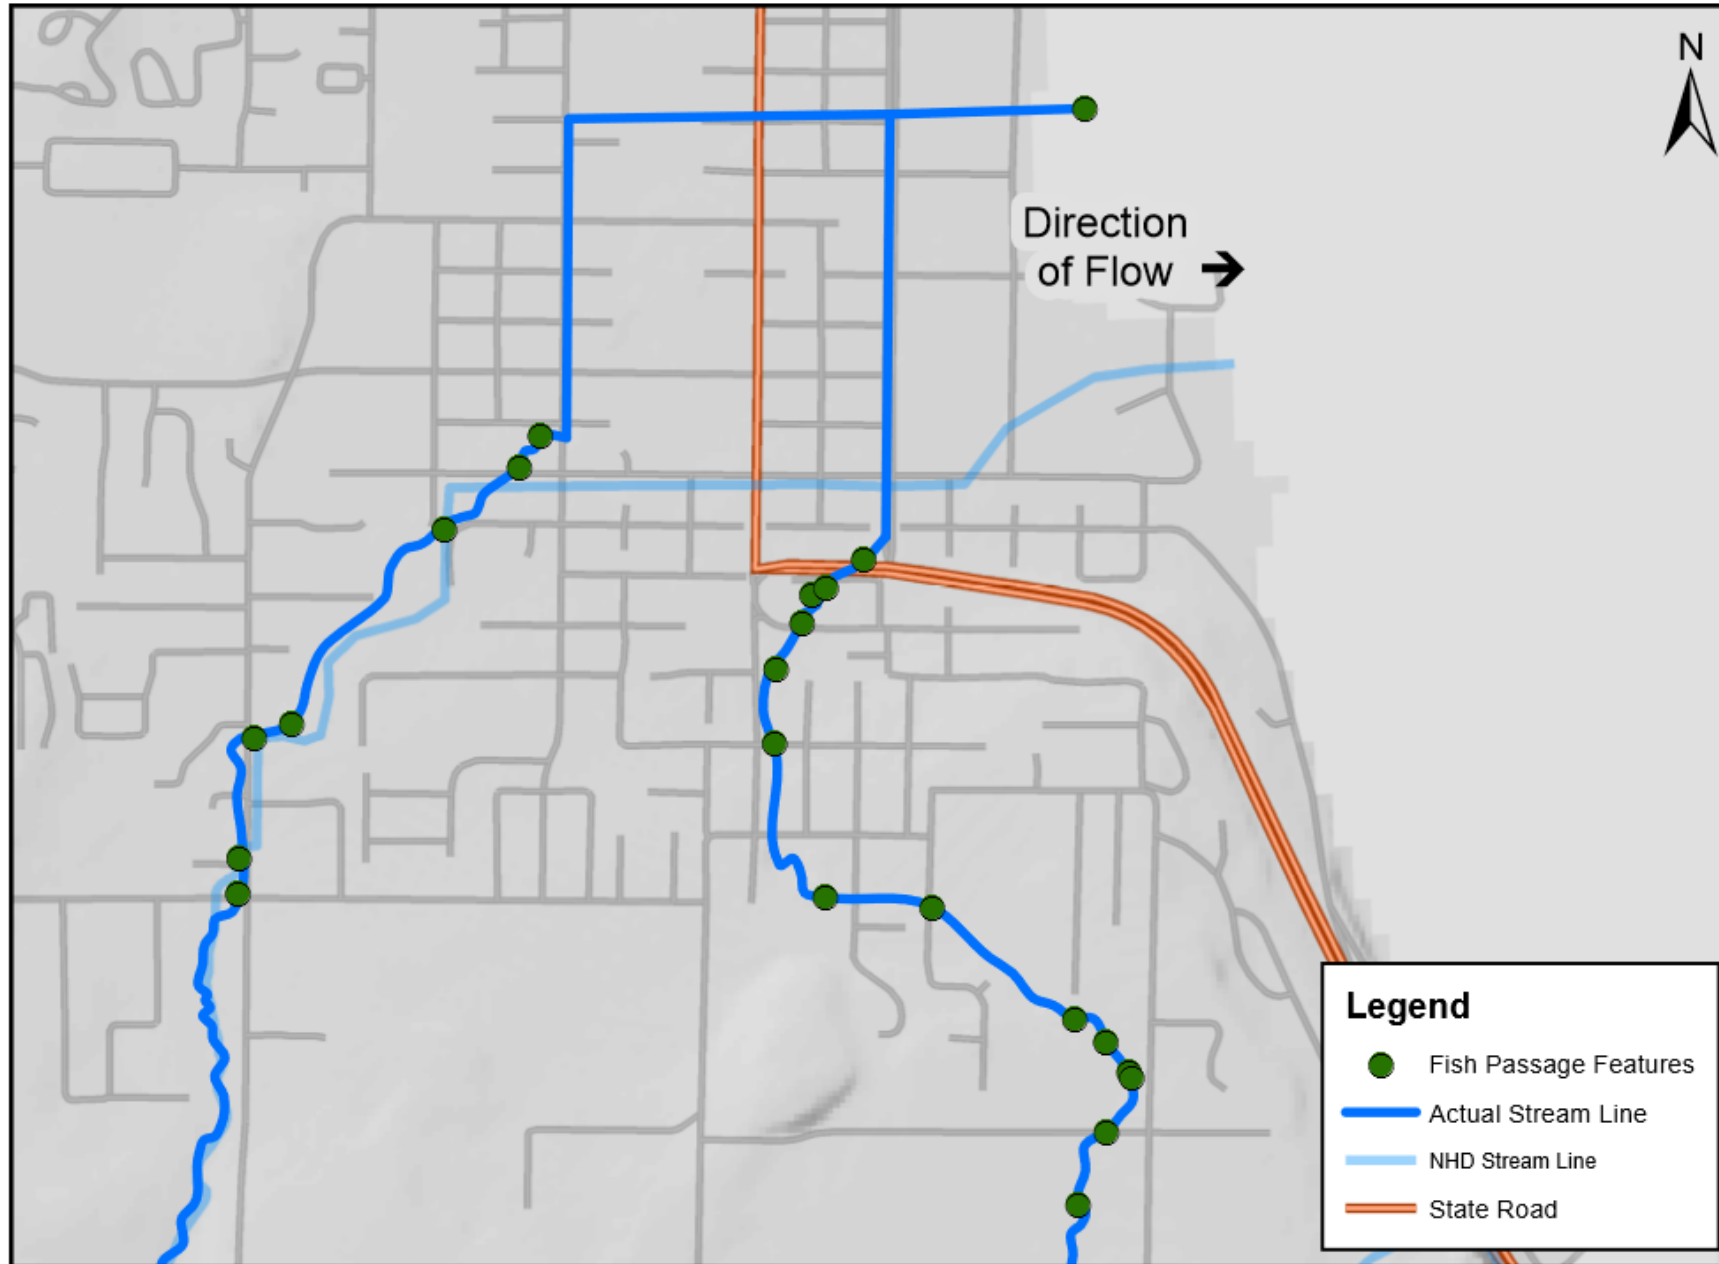 N
Direction
of Flow
Legend
Fish Passage Features
Actual Stream Line
NHD Stream Line
State Road